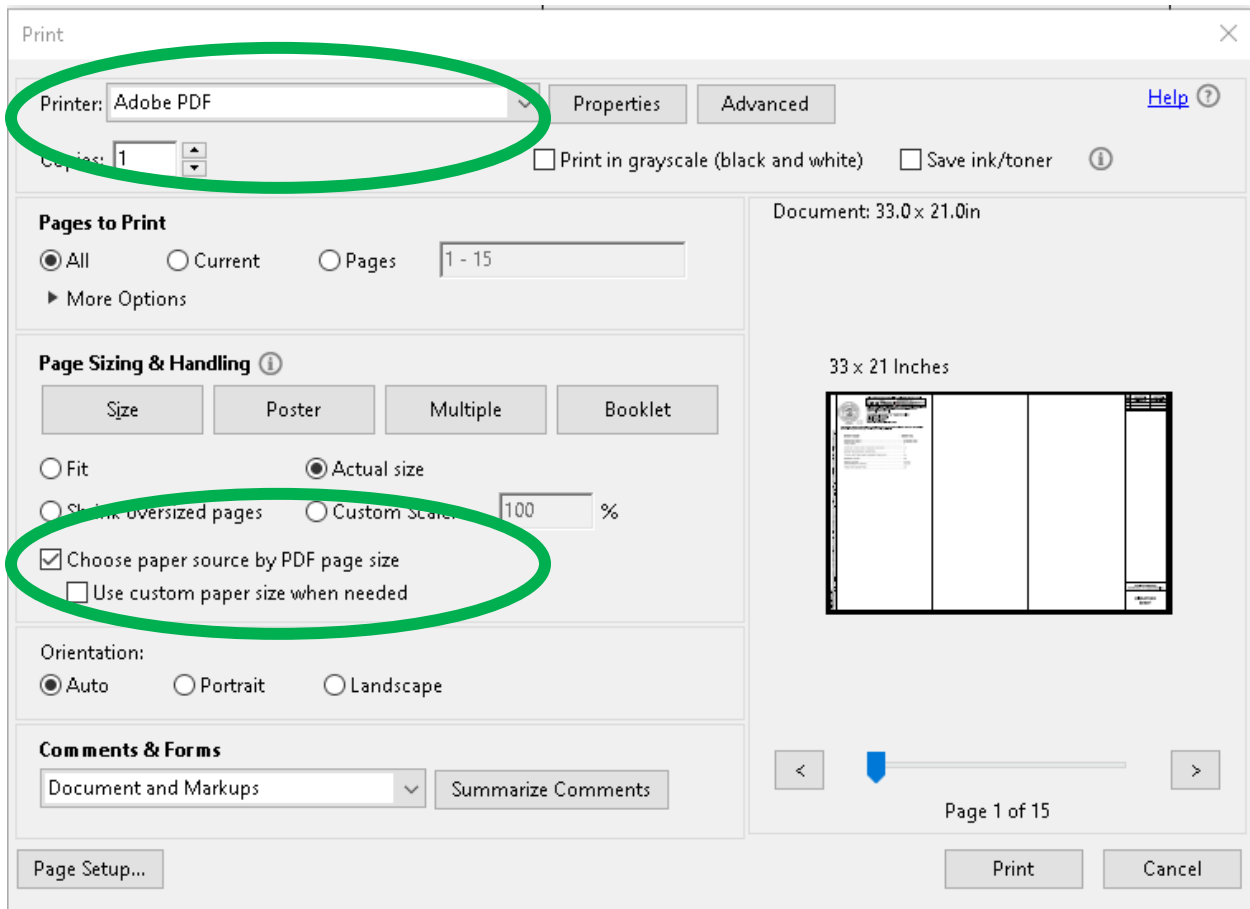 Print
Printer: Adobe PDF Properties Advanced Help
Copies: 1 Print in grayscale (black and white) Save ink/toner
Pages to Print
All Current Pages 1 - 15
More Options
Page Sizing & Handling
Size Poster Multiple Booklet
Fit Actual size
Shrink oversized pages Custom Scale: 100 %
Choose paper source by PDF page size
Use custom paper size when needed
Orientation:
Auto Portrait Landscape
Comments & Forms
Document and Markups Summarize Comments
Page Setup...
Document: 33.0 x 21.0in
33 x 21 Inches
< >
Page 1 of 15
Print Cancel